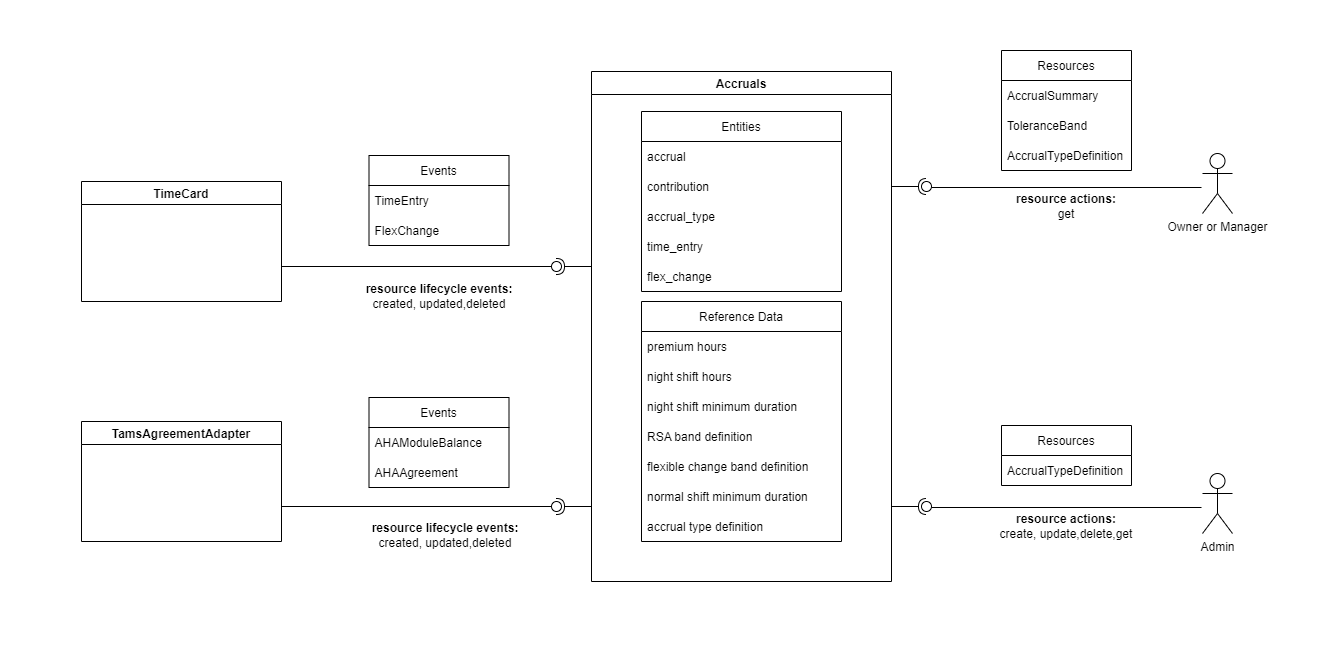 TimeCard
Events
TimeEntry
FlexChange
resource lifecycle events:
created, updated,deleted
TamsAgreementAdapter
Events
AHAModuleBalance
AHAAgreement
resource lifecycle events:
created, updated,deleted
Accruals
Entities
accrual
contribution
accrual_type
time_entry
flex_change
Reference Data
premium hours
night shift hours
night shift minimum duration
RSA band definition
flexible change band definition
normal shift minimum duration
accrual type definition
Resources
AccrualSummary
ToleranceBand
AccrualTypeDefinition
resource actions:
get
Owner or Manager
Resources
AccrualTypeDefinition
resource actions:
create, update,delete,get
Admin